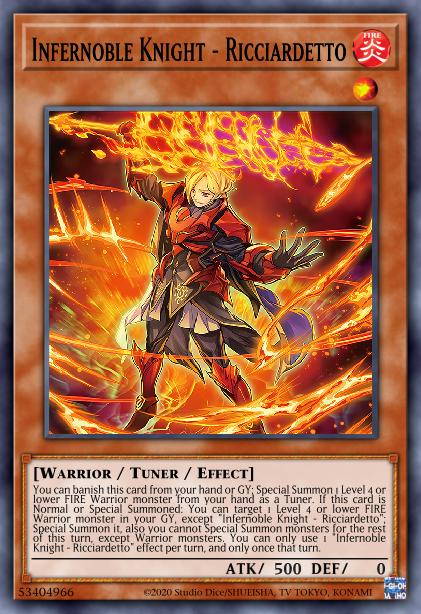 INFERNOBLE KNIGHT - RICCIARDETTO
FIRE
炎
[WARRIOR / TUNER / EFFECT]
You can banish this card from your hand or GY; Special Summon 1 Level 4 or
lower FIRE Warrior monster from your hand as a Tuner. If this card is
Normal or Special Summoned: You can target 1 Level 4 or lower FIRE
Warrior monster in your GY, except "Infernoble Knight - Ricciardetto";
Special Summon it, also you cannot Special Summon monsters for the rest
of this turn, except Warrior monsters. You can only use 1 "Infernoble
Knight - Ricciardetto" effect per turn, and only once that turn.
ATK/ 500 DEF/ 0
53404966
©2020 Studio Dice/SHUEISHA, TV TOKYO, KONAMI